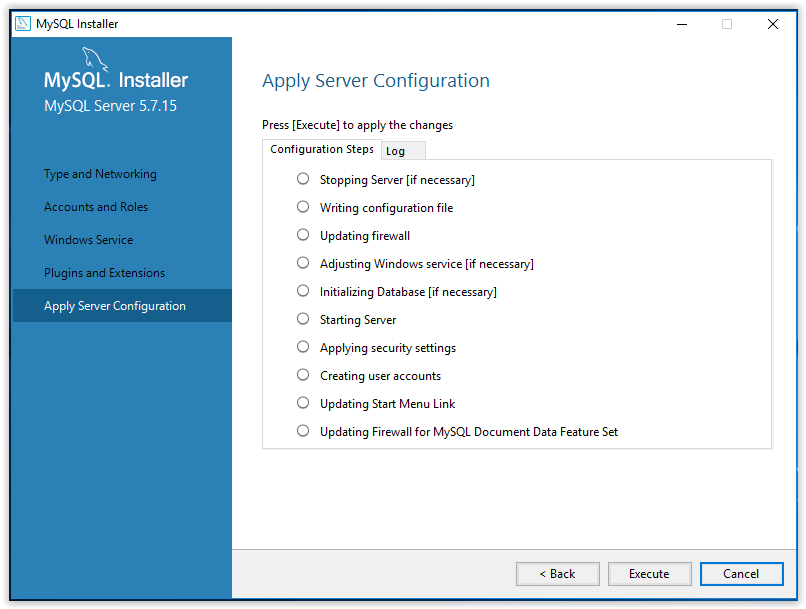 MySQL Installer
MySQL. Installer
MySQL Server 5.7.15
Type and Networking
Accounts and Roles
Windows Service
Plugins and Extensions
Apply Server Configuration
Apply Server Configuration
Press [Execute] to apply the changes
Configuration Steps
Log
Stopping Server [if necessary]
Writing configuration file
Updating firewall
Adjusting Windows service [if necessary]
Initializing Database [if necessary]
Starting Server
Applying security settings
Creating user accounts
Updating Start Menu Link
Updating Firewall for MySQL Document Data Feature Set
< Back
Execute
Cancel